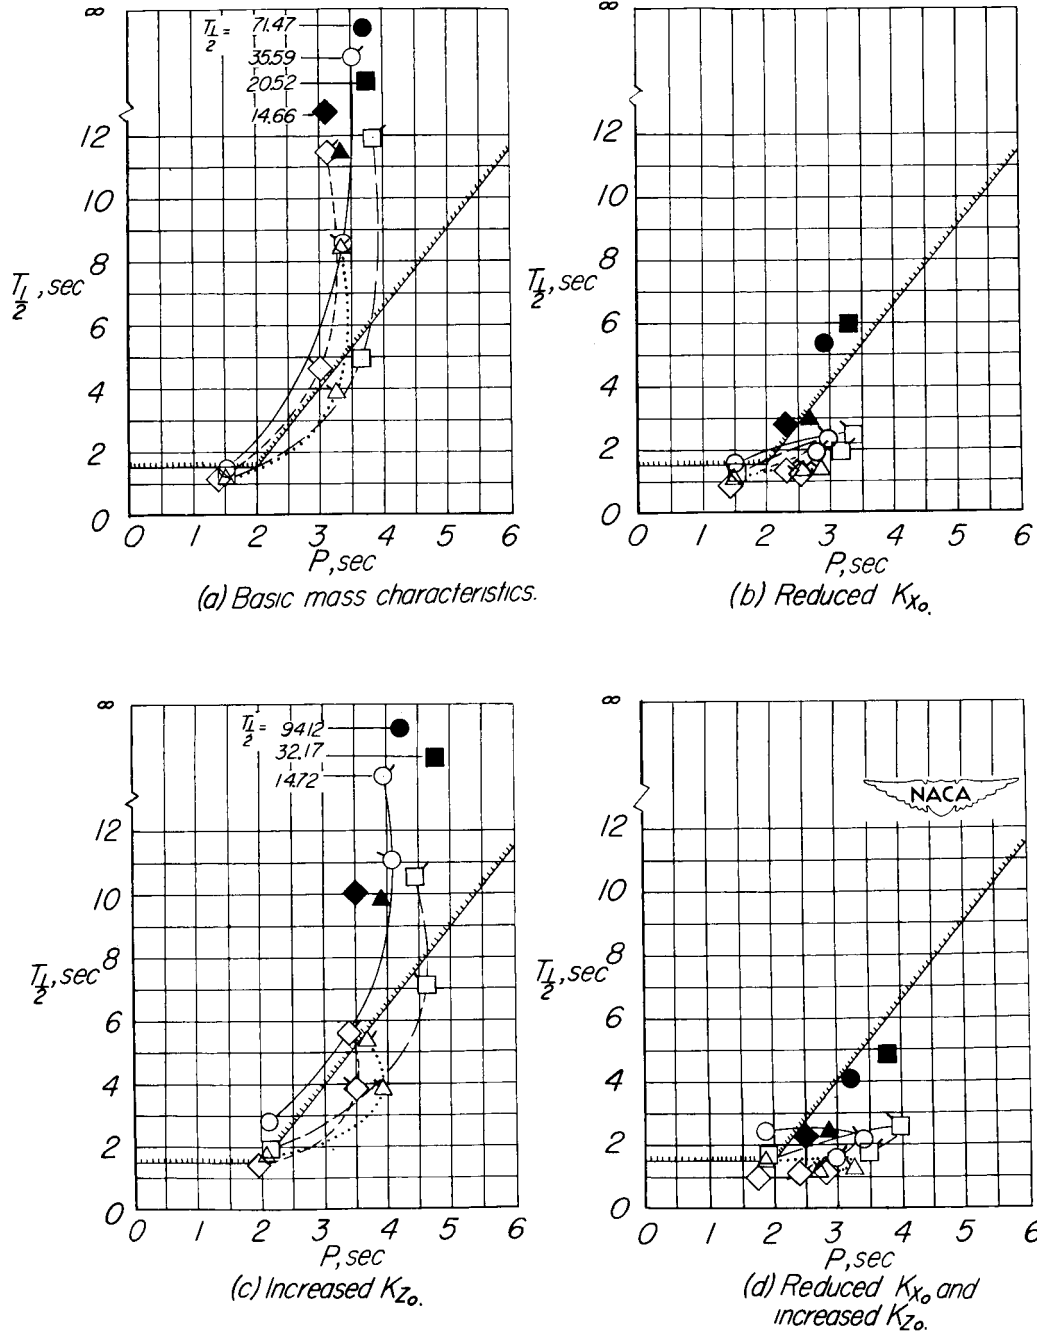 ∞
T½ = 71.47
35.59
20.52
14.66
12
10
8
T½, sec
6
4
2
0
0 1 2 3 4 5 6
P, sec
(a) Basic mass characteristics.
∞
12
10
8
T½, sec
6
4
2
0
0 1 2 3 4 5 6
P, sec
(b) Reduced Kx₀.
∞
T½ = 94.12
32.17
14.72
12
10
8
T½, sec
6
4
2
0
0 1 2 3 4 5 6
P, sec
(c) Increased Kz₀.
∞
NACA
12
10
8
T½, sec
6
4
2
0
0 1 2 3 4 5 6
P, sec
(d) Reduced Kx₀ and
increased Kz₀.